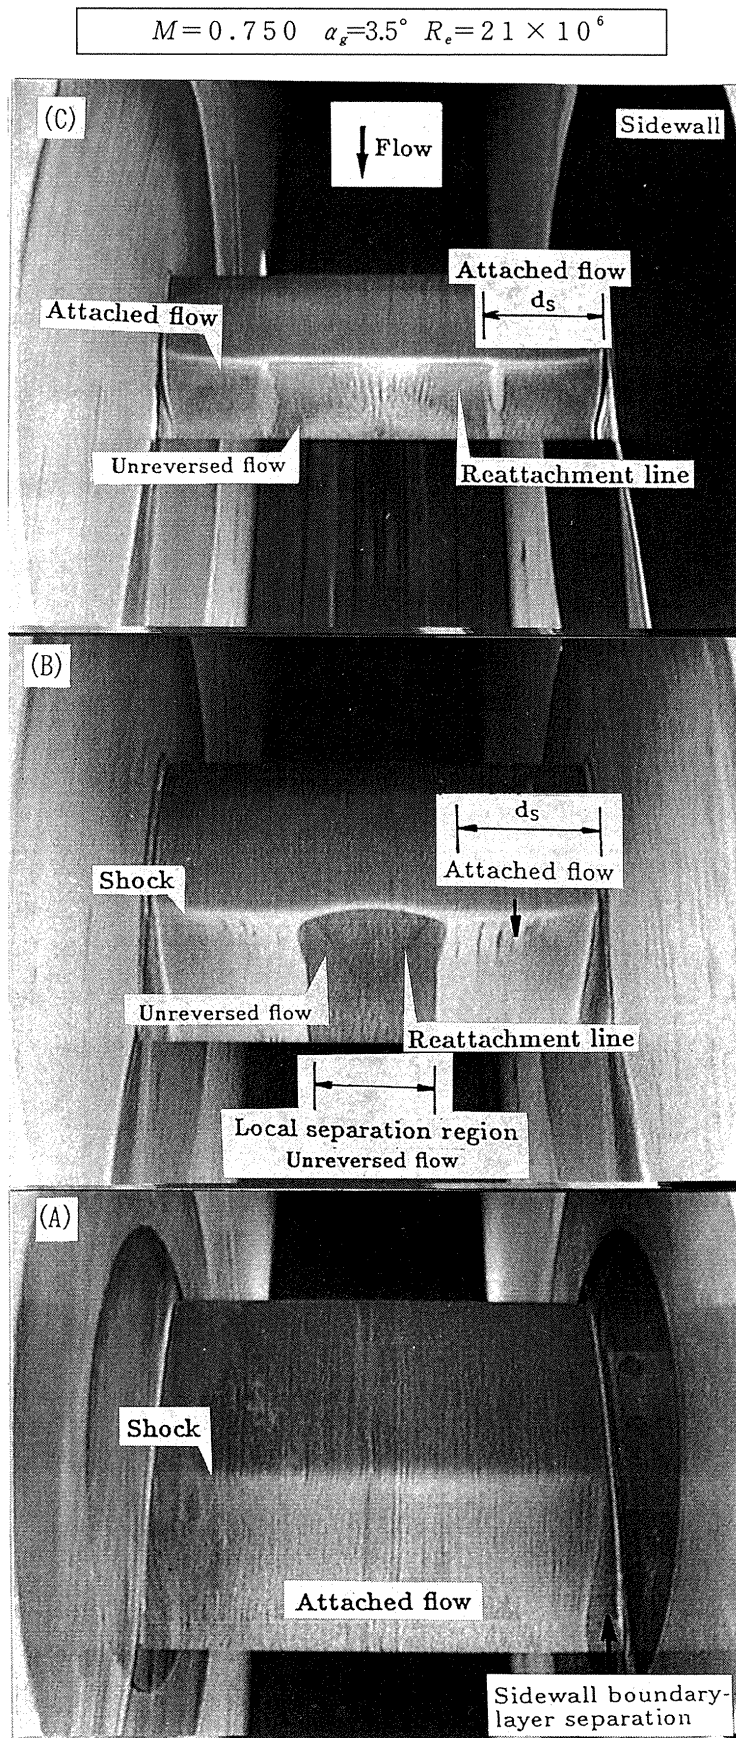 M=0.750 αg=3.5° Re=21×10⁶
(C)
Sidewall
Flow
Attached flow
ds
Attached flow
Unreversed flow
Reattachment line
(B)
ds
Attached flow
Shock
Unreversed flow
Reattachment line
Local separation region
Unreversed flow
(A)
Shock
Attached flow
Sidewall boundary-
layer separation